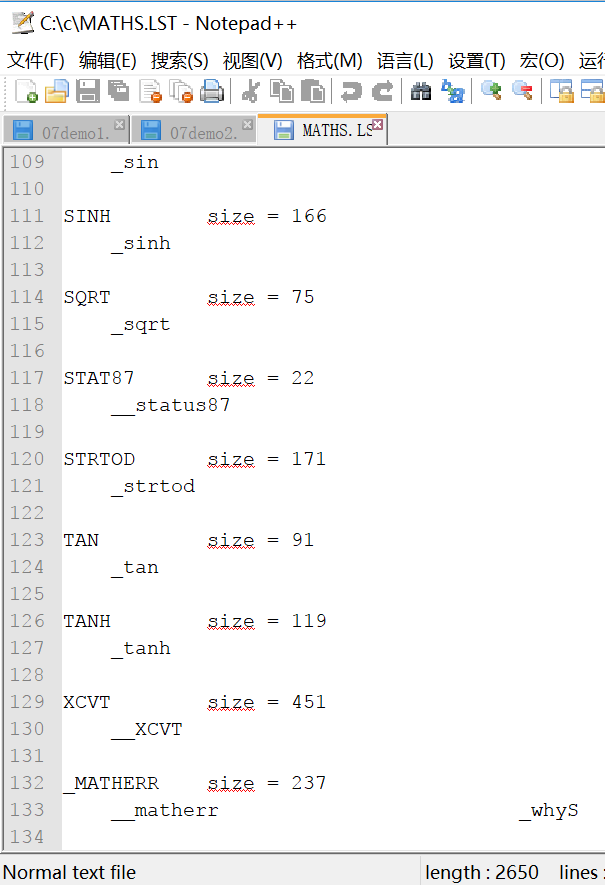 C:\c\MATHS.LST - Notepad++
文件(F) 编辑(E) 搜索(S) 视图(V) 格式(M) 语言(L) 设置(T) 宏(O) 运行
07demo1. 07demo2. MATHS.LS
109 _sin
110
111 SINH size = 166
112 _sinh
113
114 SQRT size = 75
115 _sqrt
116
117 STAT87 size = 22
118 __status87
119
120 STRTOD size = 171
121 _strtod
122
123 TAN size = 91
124 _tan
125
126 TANH size = 119
127 _tanh
128
129 XCVT size = 451
130 __XCVT
131
132 _MATHERR size = 237
133 __matherr _whyS
134
Normal text file length : 2650 lines :